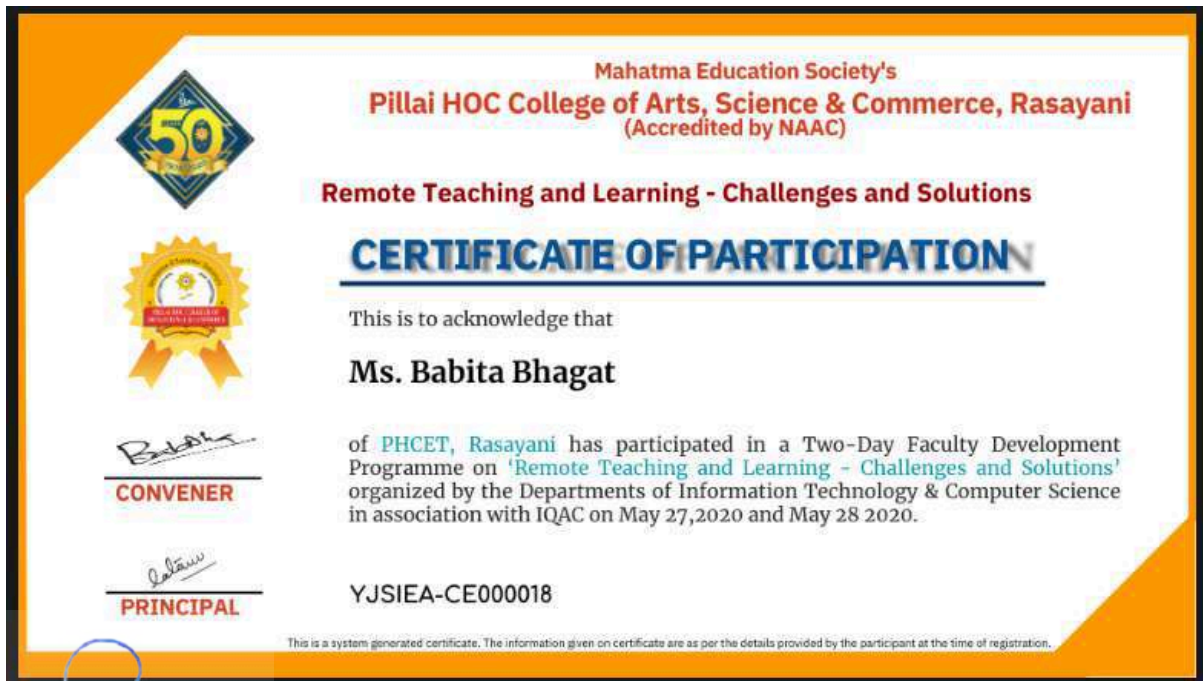 Mahatma Education Society's
Pillai HOC College of Arts, Science & Commerce, Rasayani
(Accredited by NAAC)
Remote Teaching and Learning - Challenges and Solutions
CERTIFICATE OF PARTICIPATION
This is to acknowledge that
Ms. Babita Bhagat
of PHCET, Rasayani has participated in a Two-Day Faculty Development
Programme on ‘Remote Teaching and Learning - Challenges and Solutions’
organized by the Departments of Information Technology & Computer Science
in association with IQAC on May 27,2020 and May 28 2020.
50
CONVENER
PRINCIPAL
YJSIEA-CE000018
This is a system generated certificate. The information given on certificate are as per the details provided by the participant at the time of registration.